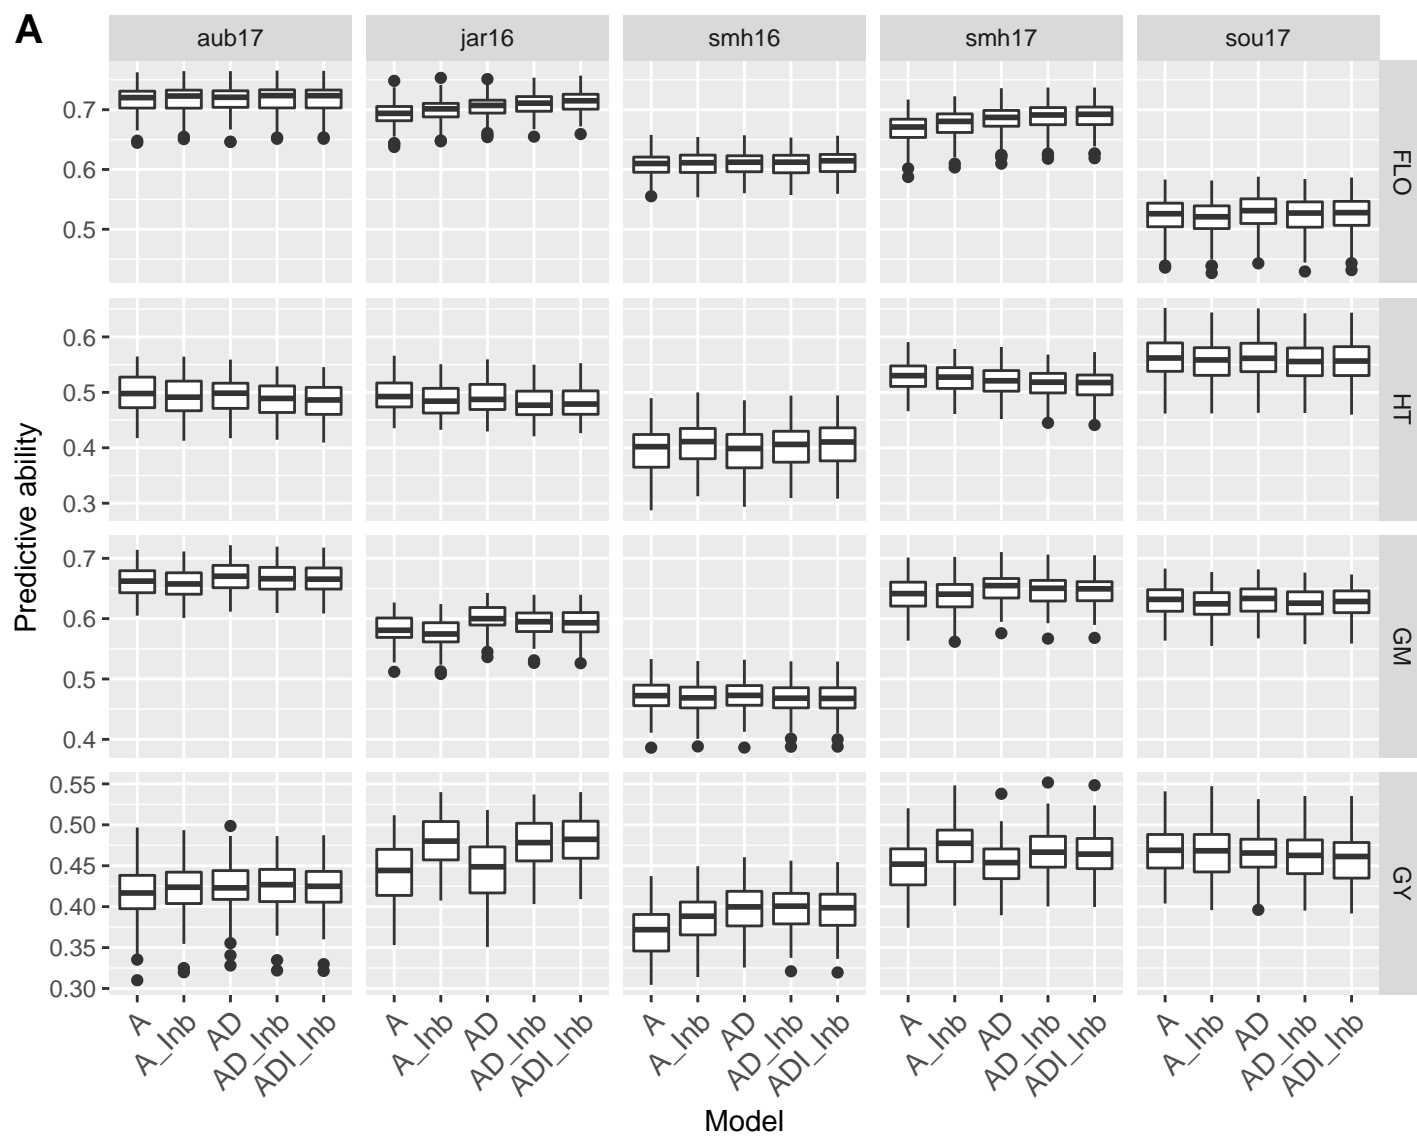 A
aub17 jar16 smh16 smh17 sou17
0.7
0.6
0.5
FLO
0.6
0.5
0.4
0.3
HT
0.7
0.6
0.5
0.4
GM
0.55
0.50
0.45
0.40
0.35
0.30
GY
Predictive ability
A A_Inb AD AD_Inb ADI_Inb A A_Inb AD AD_Inb ADI_Inb A A_Inb AD AD_Inb ADI_Inb A A_Inb AD AD_Inb ADI_Inb A A_Inb AD AD_Inb ADI_Inb
Model